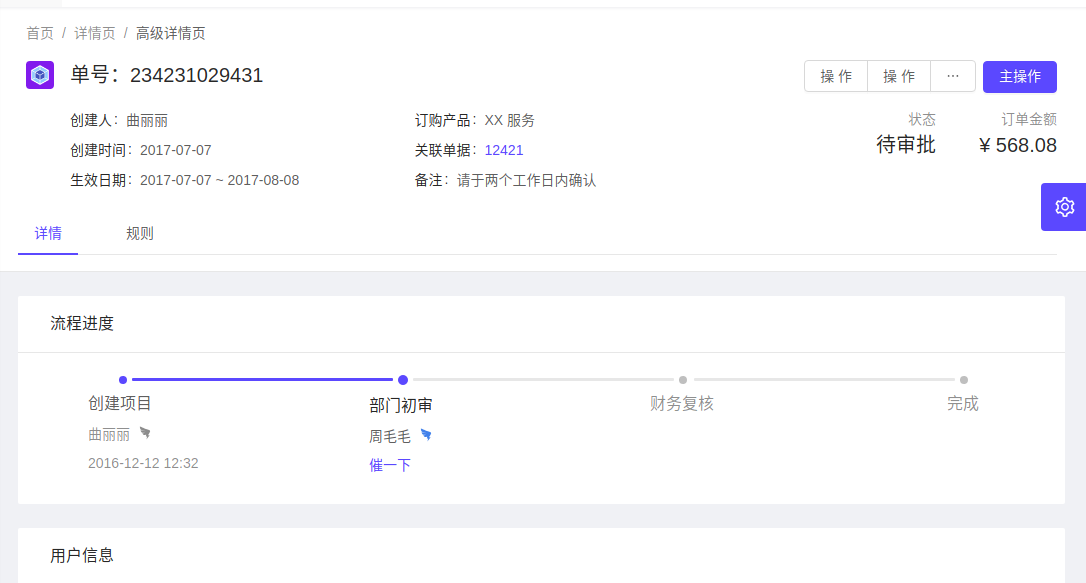 首页 / 详情页 / 高级详情页
单号：234231029431
操 作 操 作 ··· 主操作
创建人：曲丽丽 订购产品：XX 服务
创建时间：2017-07-07 关联单据：12421
生效日期：2017-07-07 ~ 2017-08-08 备注：请于两个工作日内确认
状态 订单金额
待审批 ¥ 568.08
详情 规则
流程进度
创建项目 部门初审 财务复核 完成
曲丽丽 周毛毛
2016-12-12 12:32 催一下
用户信息